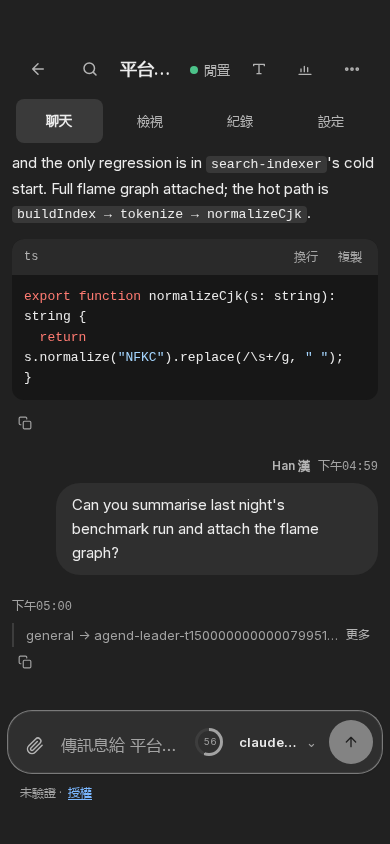 平台… 閒置
聊天 檢視 紀錄 設定
and the only regression is in search-indexer's cold
start. Full flame graph attached; the hot path is
buildIndex → tokenize → normalizeCjk.
ts 換行 複製
export function normalizeCjk(s: string):
string {
return
s.normalize("NFKC").replace(/\s+/g, " ");
}
Han 漢 下午04:59
Can you summarise last night's
benchmark run and attach the flame
graph?
下午05:00
general → agend-leader-t150000000000079951… 更多
傳訊息給 平台… 56 claude…
未驗證 · 授權